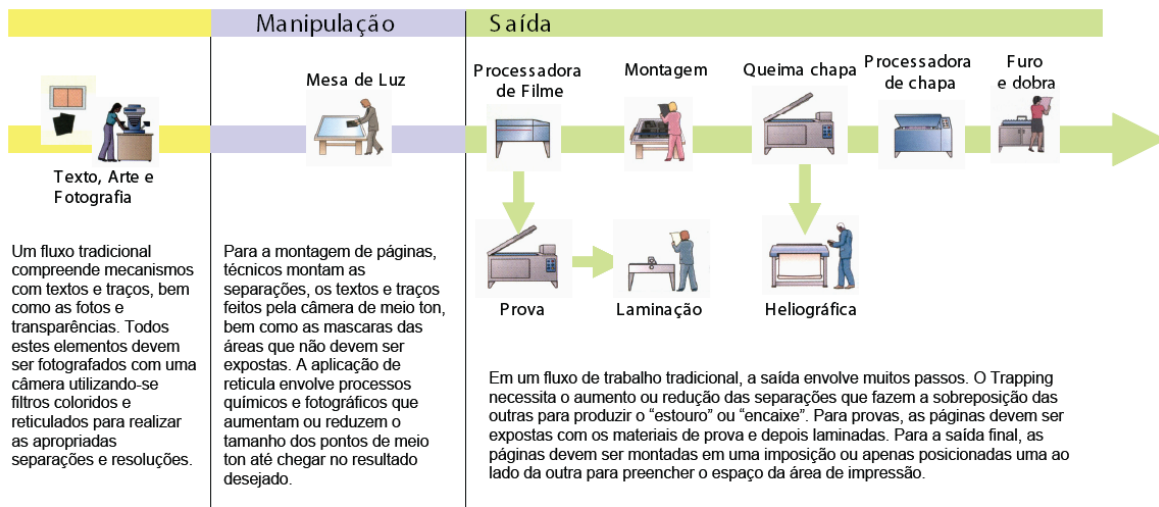 Manipulação
Saída
Mesa de Luz
Processadora
de Filme
Montagem
Queima chapa
Processadora
de chapa
Furo
e dobra
Texto, Arte e
Fotografia
Prova
Laminação
Heliográfica
Um fluxo tradicional
compreende mecanismos
com textos e traços, bem
como as fotos e
transparências. Todos
estes elementos devem
ser fotografados com uma
câmera utilizando-se
filtros coloridos e
reticulados para realizar
as apropriadas
separações e resoluções.
Para a montagem de páginas,
técnicos montam as
separações, os textos e traços
feitos pela câmera de meio ton,
bem como as mascaras das
áreas que não devem ser
expostas. A aplicação de
reticula envolve processos
químicos e fotográficos que
aumentam ou reduzem o
tamanho dos pontos de meio
ton até chegar no resultado
desejado.
Em um fluxo de trabalho tradicional, a saída envolve muitos passos. O Trapping
necessita o aumento ou redução das separações que fazem a sobreposição das
outras para produzir o “estouro” ou “encaixe”. Para provas, as páginas devem ser
expostas com os materiais de prova e depois laminadas. Para a saída final, as
páginas devem ser montadas em uma imposição ou apenas posicionadas uma ao
lado da outra para preencher o espaço da área de impressão.